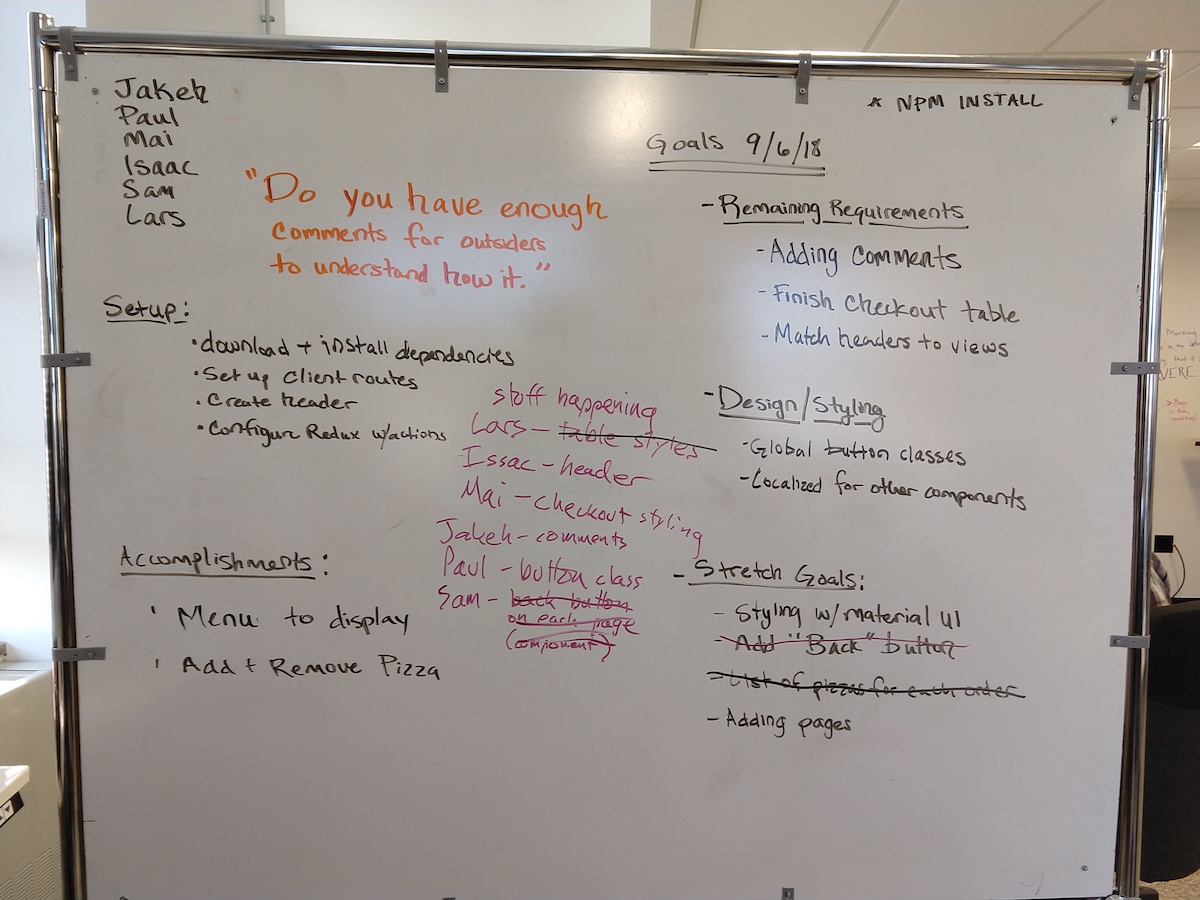 Jakeh
Paul
Mai
Isaac
Sam
Lars
"Do you have enough
comments for outsiders
to understand how it."
Setup:
• download + install dependencies
• Set up client routes
• Create header
• Configure Redux w/actions
Accomplishments:
' Menu to display
' Add + Remove Pizza
stoff happening
Lars – table styles
Issac – header
Mai – checkout styling
Jakeh – comments
Paul – button class
Sam – back button
on each page
(component)
* NPM INSTALL
Goals 9/6/18
- Remaining Requirements
- Adding comments
- Finish checkout table
- Match headers to views
- Design/Styling
- Global button classes
- Localized for other components
- Stretch Goals:
- Styling w/material UI
- Add "Back" button
- List of pizzas for each order
- Adding pages